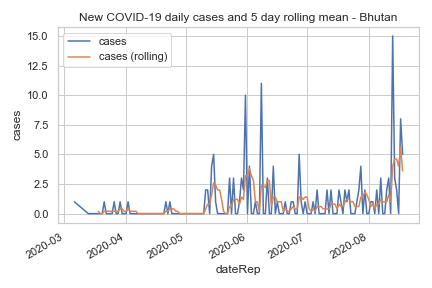 New COVID-19 daily cases and 5 day rolling mean - Bhutan
cases
cases (rolling)
15.0
12.5
10.0
7.5
5.0
2.5
0.0
cases
2020-03
2020-04
2020-05
2020-06
2020-07
2020-08
dateRep